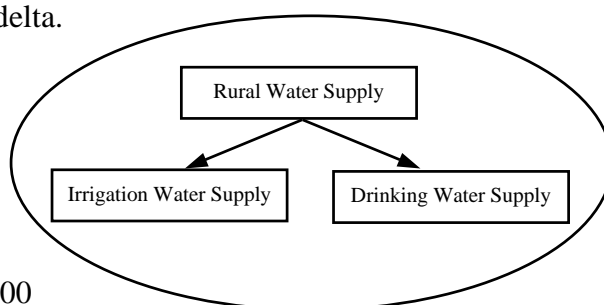 delta.
Rural Water Supply
Irrigation Water Supply
Drinking Water Supply
00